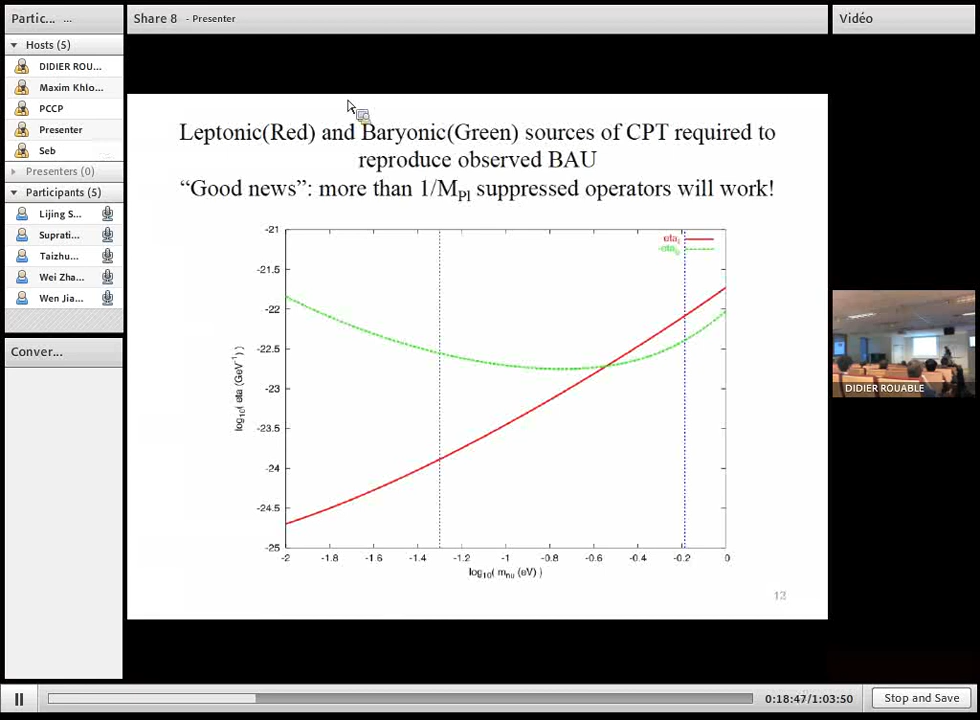 Partic... ...
Hosts (5)
DIDIER ROU...
Maxim Khlo...
PCCP
Presenter
Seb
Presenters (0)
Participants (5)
Lijing S...
Suprati...
Taizhu...
Wei Zha...
Wen Jia...
Conver...
Share 8 - Presenter
Leptonic(Red) and Baryonic(Green) sources of CPT required to
reproduce observed BAU
“Good news”: more than 1/MPl suppressed operators will work!
-21
-21.5
-22
-22.5
-23
-23.5
-24
-24.5
-25
log10( eta (GeV-1) )
-2 -1.8 -1.6 -1.4 -1.2 -1 -0.8 -0.6 -0.4 -0.2 0
log10( mnu (eV) )
Vidéo
DIDIER ROUABLE
0:18:47/1:03:50
Stop and Save